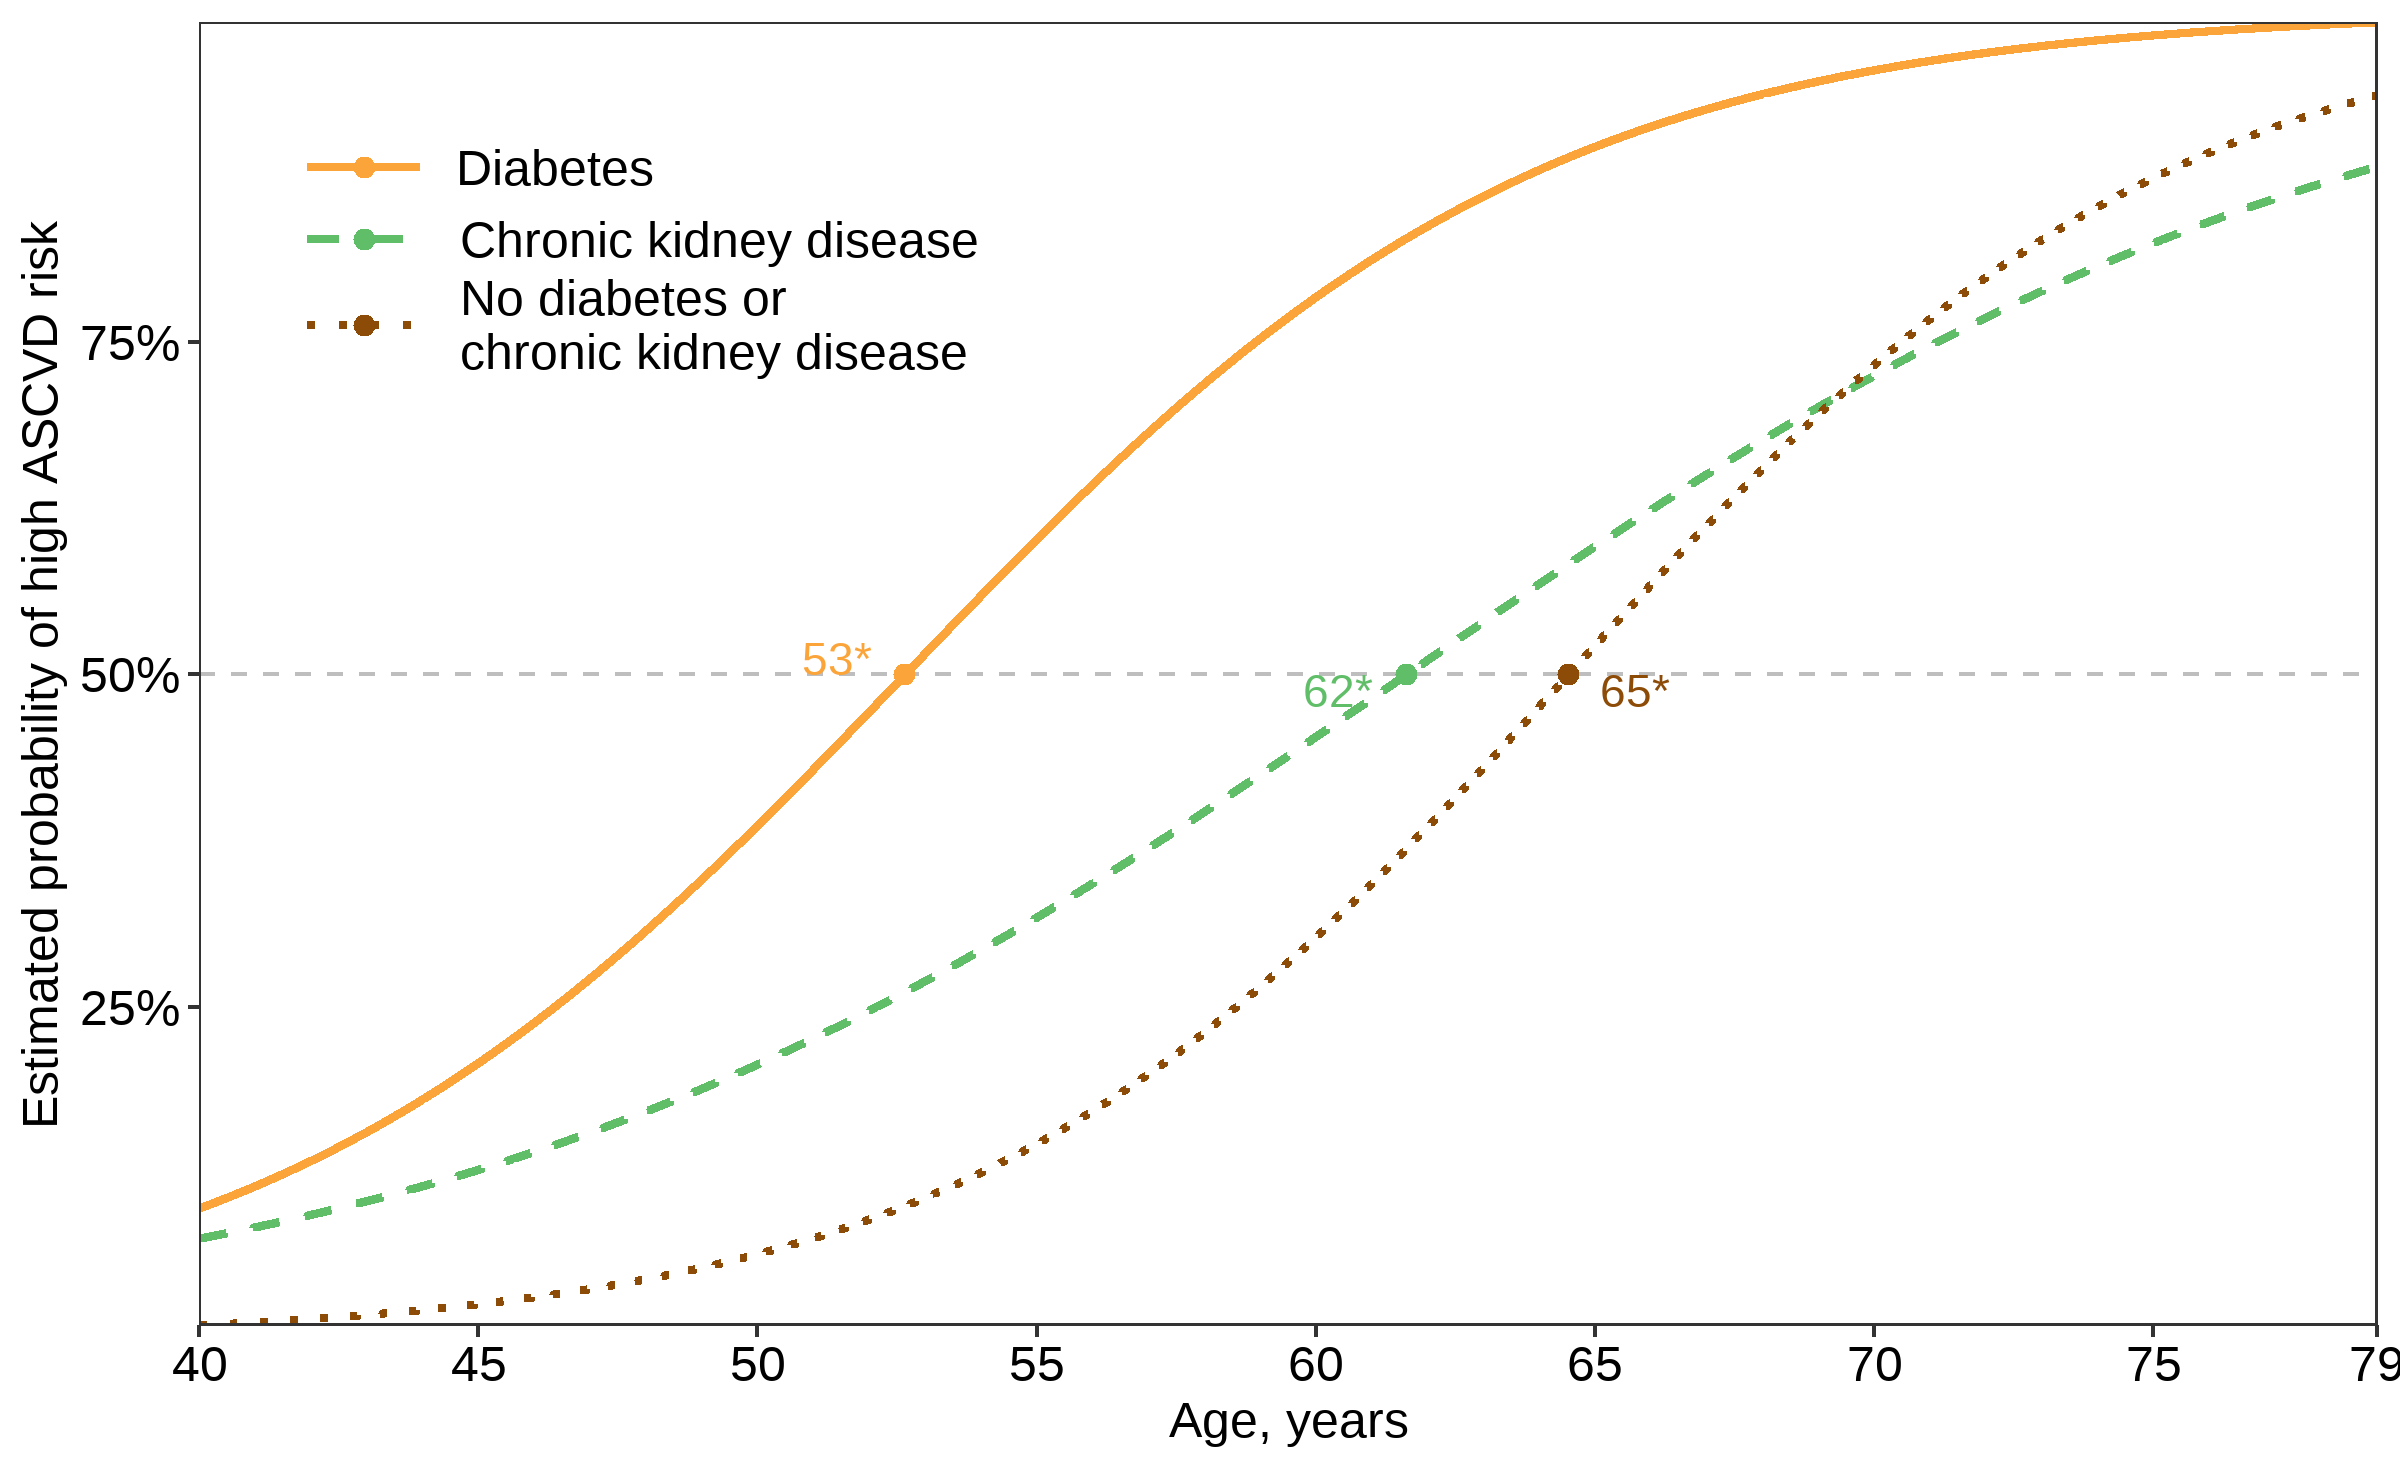 Estimated probability of high ASCVD risk
Diabetes
Chronic kidney disease
No diabetes or
chronic kidney disease
75%
50%
25%
53*
62*
65*
40 45 50 55 60 65 70 75 79
Age, years